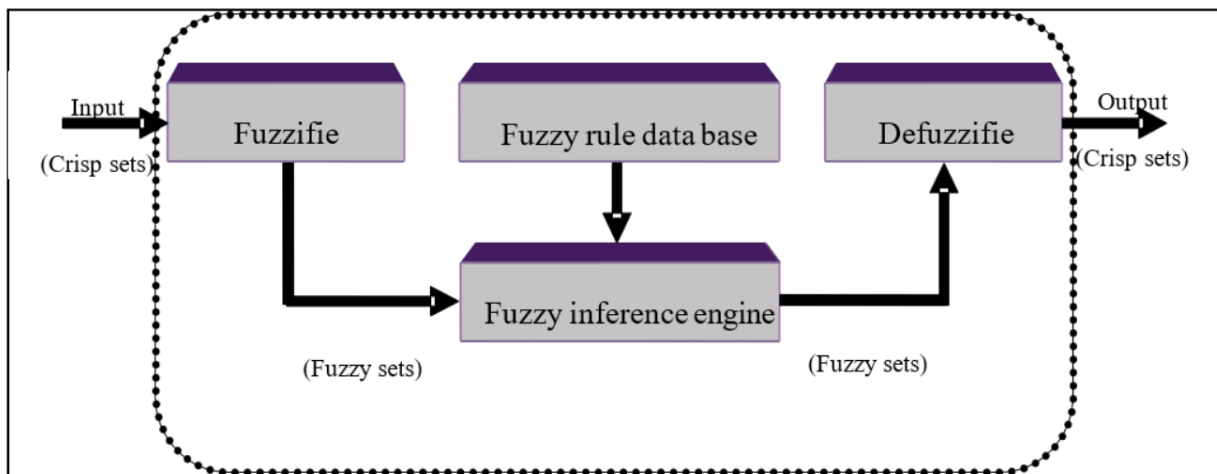 Input
(Crisp sets)
Fuzzifie
Fuzzy rule data base
Defuzzifie
Output
(Crisp sets)
Fuzzy inference engine
(Fuzzy sets)
(Fuzzy sets)